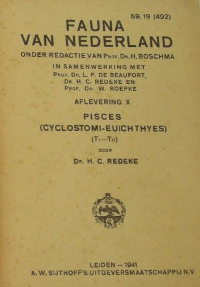 59,19 (492)
FAUNA
VAN NEDERLAND
ONDER REDACTIE VAN PROF. DR. H. BOSCHMA
IN SAMENWERKING MET
PROF. DR. L. F. DE BEAUFORT,
DR. H. C. REDEKE EN
PROF. DR. W. ROEPKE
AFLEVERING X
PISCES
(CYCLOSTOMI-EUICHTHYES)
(T₁—T₁₁)
DOOR
DR. H. C. REDEKE
LEIDEN—1941
A. W. SIJTHOFF'S UITGEVERSMAATSCHAPPIJ N.V.